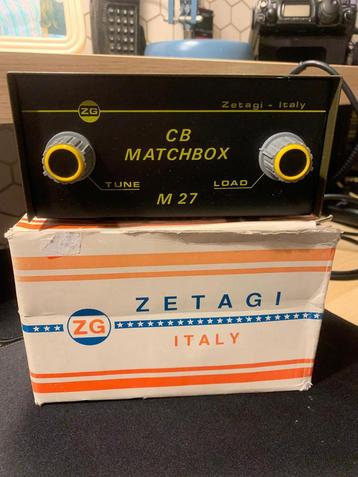 ZG
Zetagi - Italy
CB
MATCHBOX
TUNE
LOAD
M 27
ZETAGI
ZG
ITALY